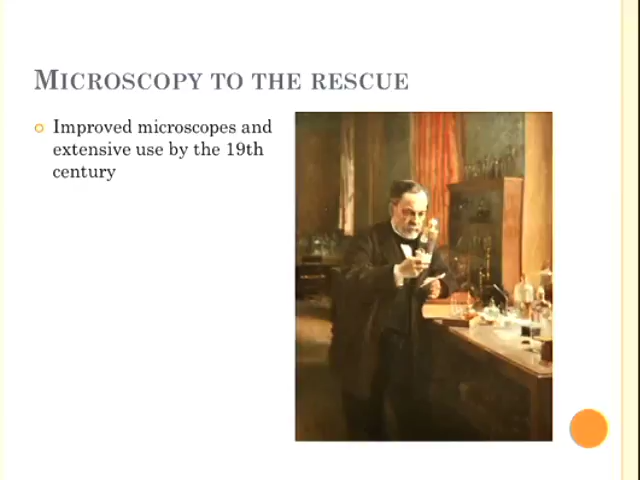 MICROSCOPY TO THE RESCUE
Improved microscopes and
extensive use by the 19th
century